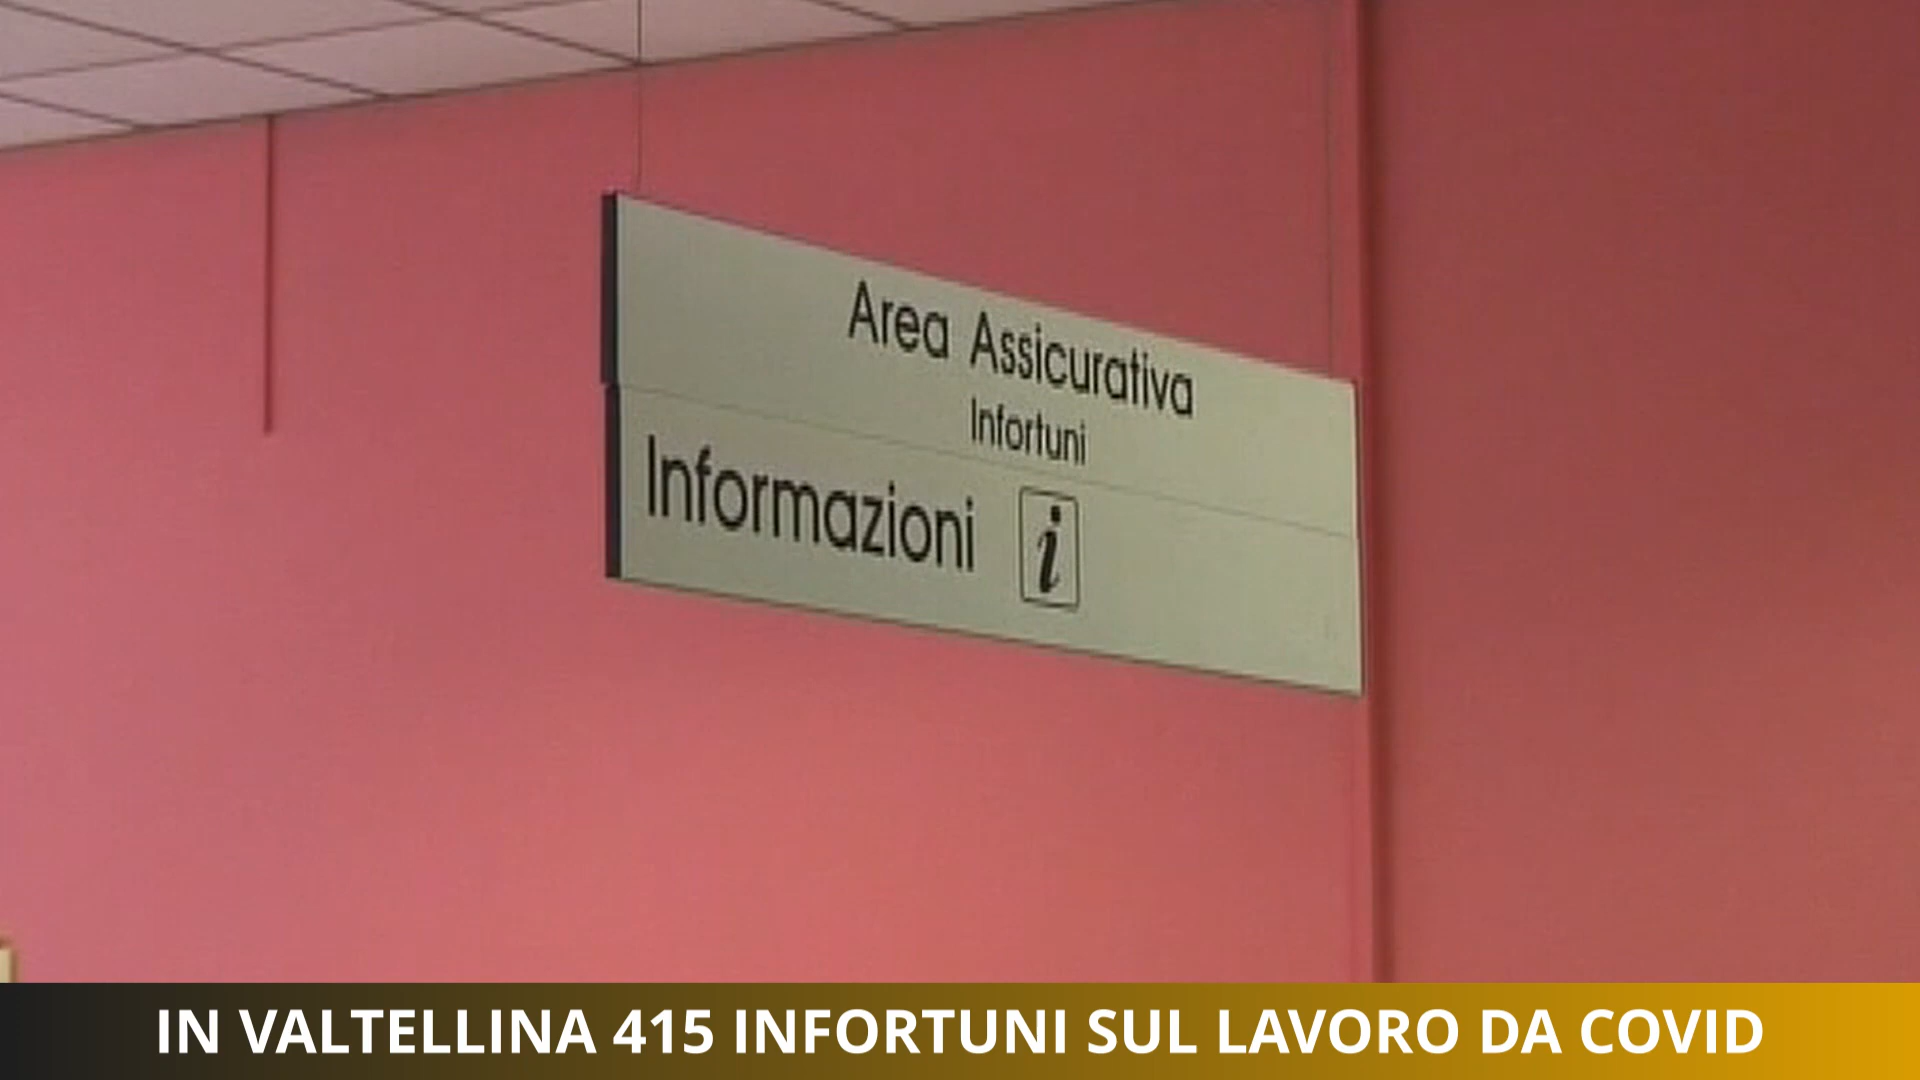 Area Assicurativa
Infortuni
Informazioni i
IN VALTELLINA 415 INFORTUNI SUL LAVORO DA COVID